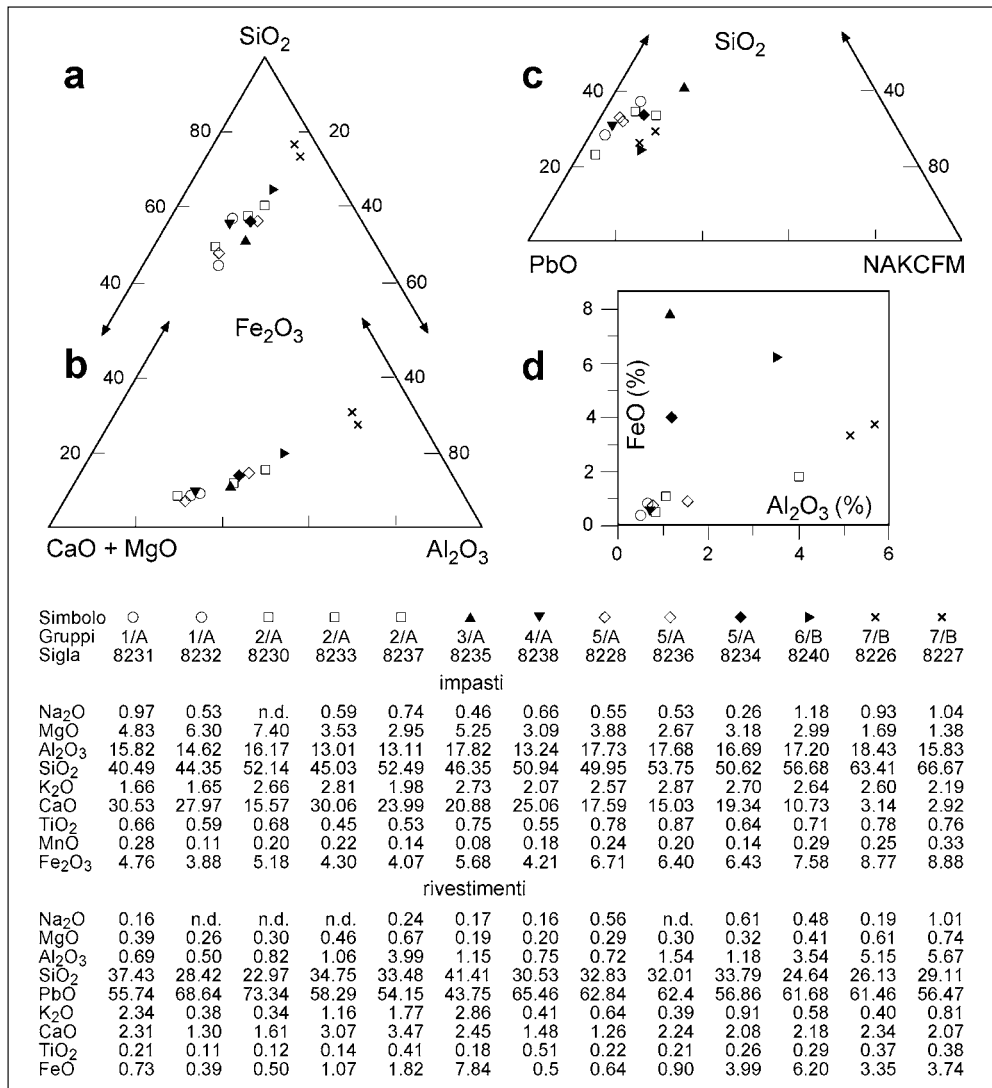 SiO2
a
80
20
60
40
40
60
SiO2
c
40
40
20
80
PbO
NAKCFM
Fe2O3
b
40
40
20
80
CaO + MgO
Al2O3
8
6
4
2
0
d
FeO (%)
Al2O3 (%)
0 2 4 6
Simbolo
Gruppi 1/A 1/A 2/A 2/A 2/A 3/A 4/A 5/A 5/A 5/A 6/B 7/B 7/B
Sigla 8231 8232 8230 8233 8237 8235 8238 8228 8236 8234 8240 8226 8227
impasti
Na2O 0.97 0.53 n.d. 0.59 0.74 0.46 0.66 0.55 0.53 0.26 1.18 0.93 1.04
MgO 4.83 6.30 7.40 3.53 2.95 5.25 3.09 3.88 2.67 3.18 2.99 1.69 1.38
Al2O3 15.82 14.62 16.17 13.01 13.11 17.82 13.24 17.73 17.68 16.69 17.20 18.43 15.83
SiO2 40.49 44.35 52.14 45.03 52.49 46.35 50.94 49.95 53.75 50.62 56.68 63.41 66.67
K2O 1.66 1.65 2.66 2.81 1.98 2.73 2.07 2.57 2.87 2.70 2.64 2.60 2.19
CaO 30.53 27.97 15.57 30.06 23.99 20.88 25.06 17.59 15.03 19.34 10.73 3.14 2.92
TiO2 0.66 0.59 0.68 0.45 0.53 0.75 0.55 0.78 0.87 0.64 0.71 0.78 0.76
MnO 0.28 0.11 0.20 0.22 0.14 0.08 0.18 0.24 0.20 0.14 0.29 0.25 0.33
Fe2O3 4.76 3.88 5.18 4.30 4.07 5.68 4.21 6.71 6.40 6.43 7.58 8.77 8.88
rivestimenti
Na2O 0.16 n.d. n.d. n.d. 0.24 0.17 0.16 0.56 n.d. 0.61 0.48 0.19 1.01
MgO 0.39 0.26 0.30 0.46 0.67 0.19 0.20 0.29 0.30 0.32 0.41 0.61 0.74
Al2O3 0.69 0.50 0.82 1.06 3.99 1.15 0.75 0.72 1.54 1.18 3.54 5.15 5.67
SiO2 37.43 28.42 22.97 34.75 33.48 41.41 30.53 32.83 32.01 33.79 24.64 26.13 29.11
PbO 55.74 68.64 73.34 58.29 54.15 43.75 65.46 62.84 62.4 56.86 61.68 61.46 56.47
K2O 2.34 0.38 0.34 1.16 1.77 2.86 0.41 0.64 0.39 0.91 0.58 0.40 0.81
CaO 2.31 1.30 1.61 3.07 3.47 2.45 1.48 1.26 2.24 2.08 2.18 2.34 2.07
TiO2 0.21 0.11 0.12 0.14 0.41 0.18 0.51 0.22 0.21 0.26 0.29 0.37 0.38
FeO 0.73 0.39 0.50 1.07 1.82 7.84 0.5 0.64 0.90 3.99 6.20 3.35 3.74